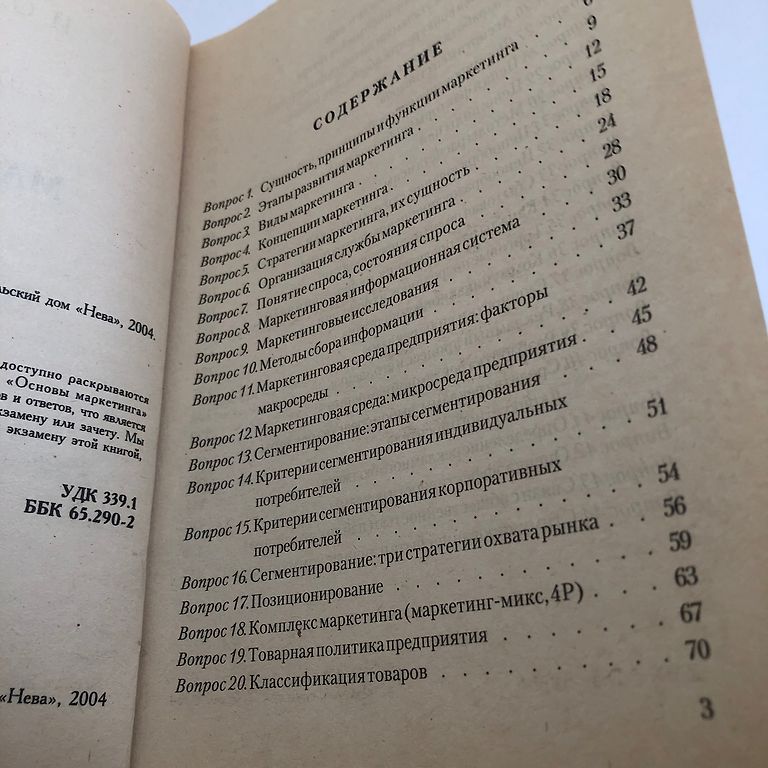 льский дом «Нева», 2004.
доступно раскрываются
«Основы маркетинга»
в и ответов, что является
кзамену или зачету. Мы
экзамену этой книгой,
УДК 339.1
ББК 65.290-2
«Нева», 2004
СОДЕРЖАНИЕ
Вопрос 1. Сущность, принципы и функции маркетинга . . 6
Вопрос 2. Этапы развития маркетинга . . . . . . . 9
Вопрос 3. Виды маркетинга . . . . . . . . . . 12
Вопрос 4. Концепции маркетинга . . . . . . . . . 15
Вопрос 5. Стратегии маркетинга, их сущность . . . . . 18
Вопрос 6. Организация службы маркетинга . . . . . . 24
Вопрос 7. Понятие спроса, состояния спроса . . . . . 28
Вопрос 8. Маркетинговая информационная система . . . 30
Вопрос 9. Маркетинговые исследования . . . . . . . 33
Вопрос 10. Методы сбора информации . . . . . . . 37
Вопрос 11. Маркетинговая среда предприятия: факторы
макросреды . . . . . . . . . . . 42
Вопрос 12. Маркетинговая среда: микросреда предприятия . . 45
Вопрос 13. Сегментирование: этапы сегментирования . . . 48
Вопрос 14. Критерии сегментирования индивидуальных
потребителей . . . . . . . . . . 51
Вопрос 15. Критерии сегментирования корпоративных
потребителей . . . . . . . . . . 54
Вопрос 16. Сегментирование: три стратегии охвата рынка . . 56
Вопрос 17. Позиционирование . . . . . . . . . 59
Вопрос 18. Комплекс маркетинга (маркетинг-микс, 4P) . . . 63
Вопрос 19. Товарная политика предприятия . . . . . . 67
Вопрос 20. Классификация товаров . . . . . . . . 70
3